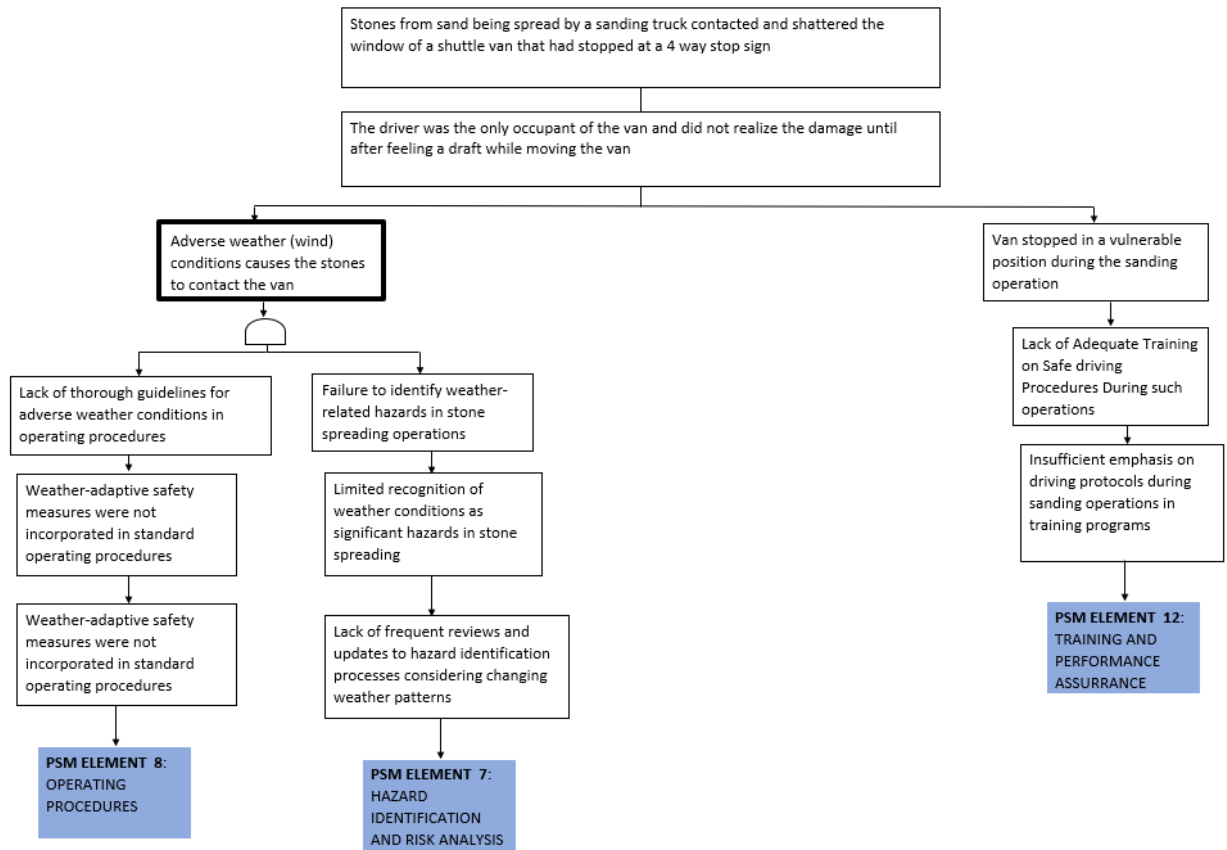 Stones from sand being spread by a sanding truck contacted and shattered the
window of a shuttle van that had stopped at a 4 way stop sign
The driver was the only occupant of the van and did not realize the damage until
after feeling a draft while moving the van
Adverse weather (wind)
conditions causes the stones
to contact the van
Van stopped in a vulnerable
position during the sanding
operation
Lack of thorough guidelines for
adverse weather conditions in
operating procedures
Failure to identify weather-
related hazards in stone
spreading operations
Lack of Adequate Training
on Safe driving
Procedures During such
operations
Weather-adaptive safety
measures were not
incorporated in standard
operating procedures
Limited recognition of
weather conditions as
significant hazards in stone
spreading
Insufficient emphasis on
driving protocols during
sanding operations in
training programs
Weather-adaptive safety
measures were not
incorporated in standard
operating procedures
Lack of frequent reviews and
updates to hazard identification
processes considering changing
weather patterns
PSM ELEMENT 12:
TRAINING AND
PERFORMANCE
ASSURRANCE
PSM ELEMENT 8:
OPERATING
PROCEDURES
PSM ELEMENT 7:
HAZARD
IDENTIFICATION
AND RISK ANALYSIS